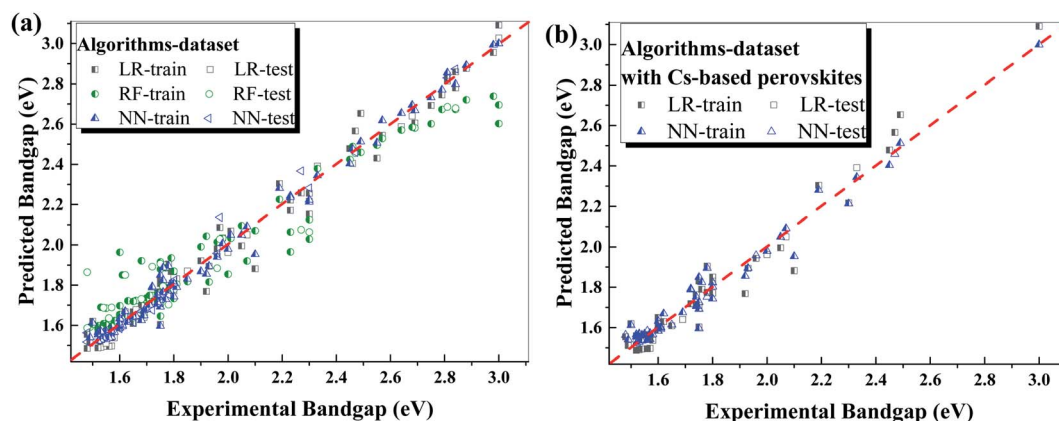 (a)
Algorithms-dataset
LR-train LR-test
RF-train RF-test
NN-train NN-test
Predicted Bandgap (eV)
3.0
2.8
2.6
2.4
2.2
2.0
1.8
1.6
1.6 1.8 2.0 2.2 2.4 2.6 2.8 3.0
Experimental Bandgap (eV)
(b)
Algorithms-dataset
with Cs-based perovskites
LR-train LR-test
NN-train NN-test
Predicted Bandgap (eV)
3.0
2.8
2.6
2.4
2.2
2.0
1.8
1.6
1.6 1.8 2.0 2.2 2.4 2.6 2.8 3.0
Experimental Bandgap (eV)